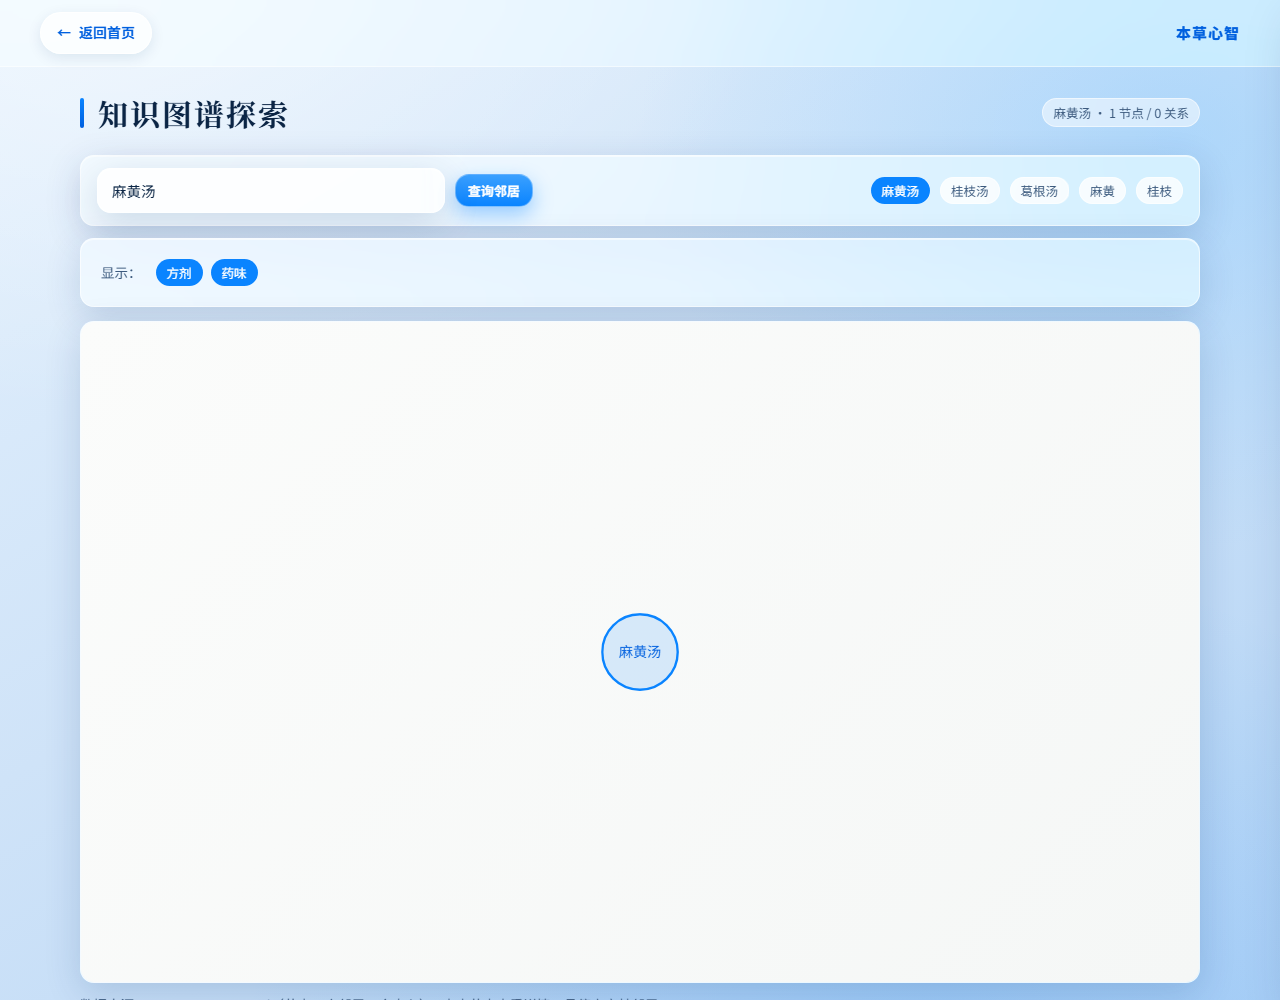 ← 返回首页
本草心智
知识图谱探索
麻黄汤 · 1 节点 / 0 关系
麻黄汤
查询邻居
麻黄汤
桂枝汤
葛根汤
麻黄
桂枝
显示：
方剂
药味
麻黄汤